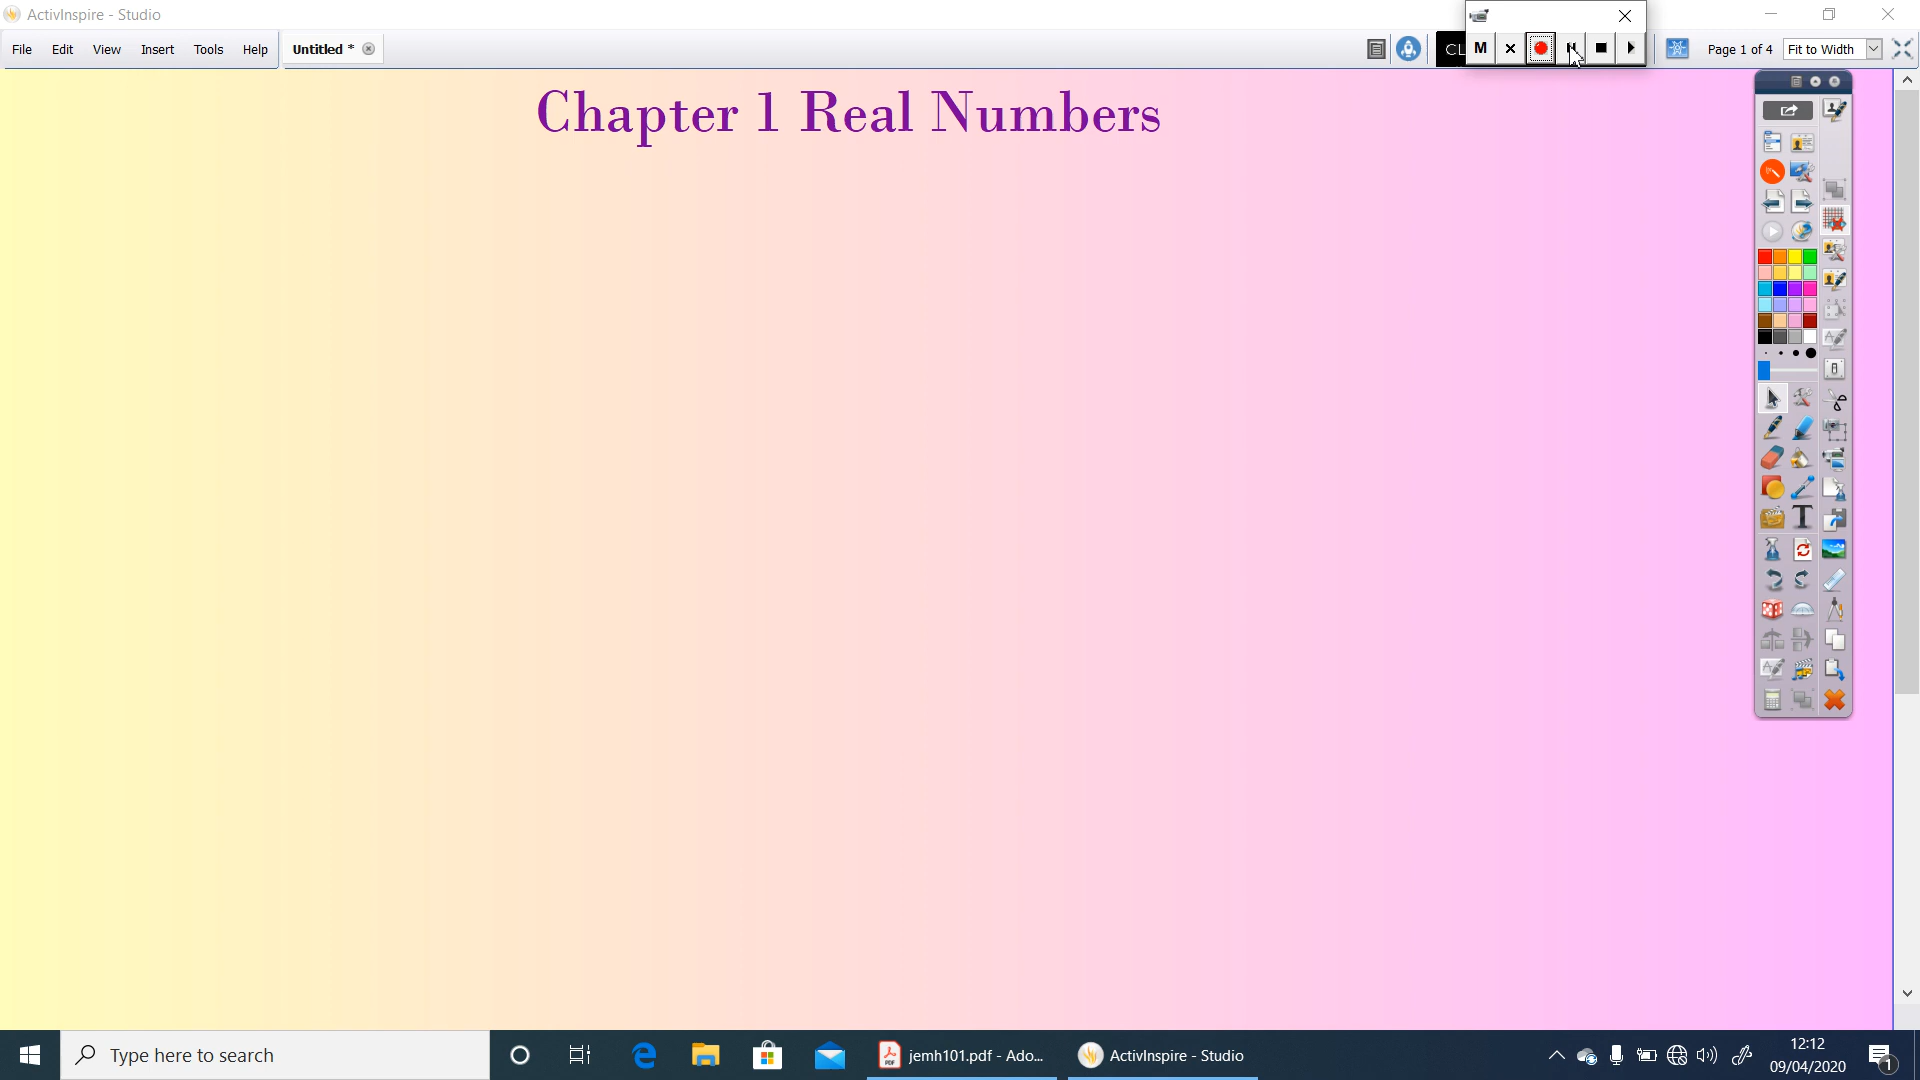 ActivInspire - Studio
File Edit View Insert Tools Help Untitled *
M
Page 1 of 4 Fit to Width
Chapter 1 Real Numbers
Type here to search
jemh101.pdf - Ado...
ActivInspire - Studio
12:12
09/04/2020
1